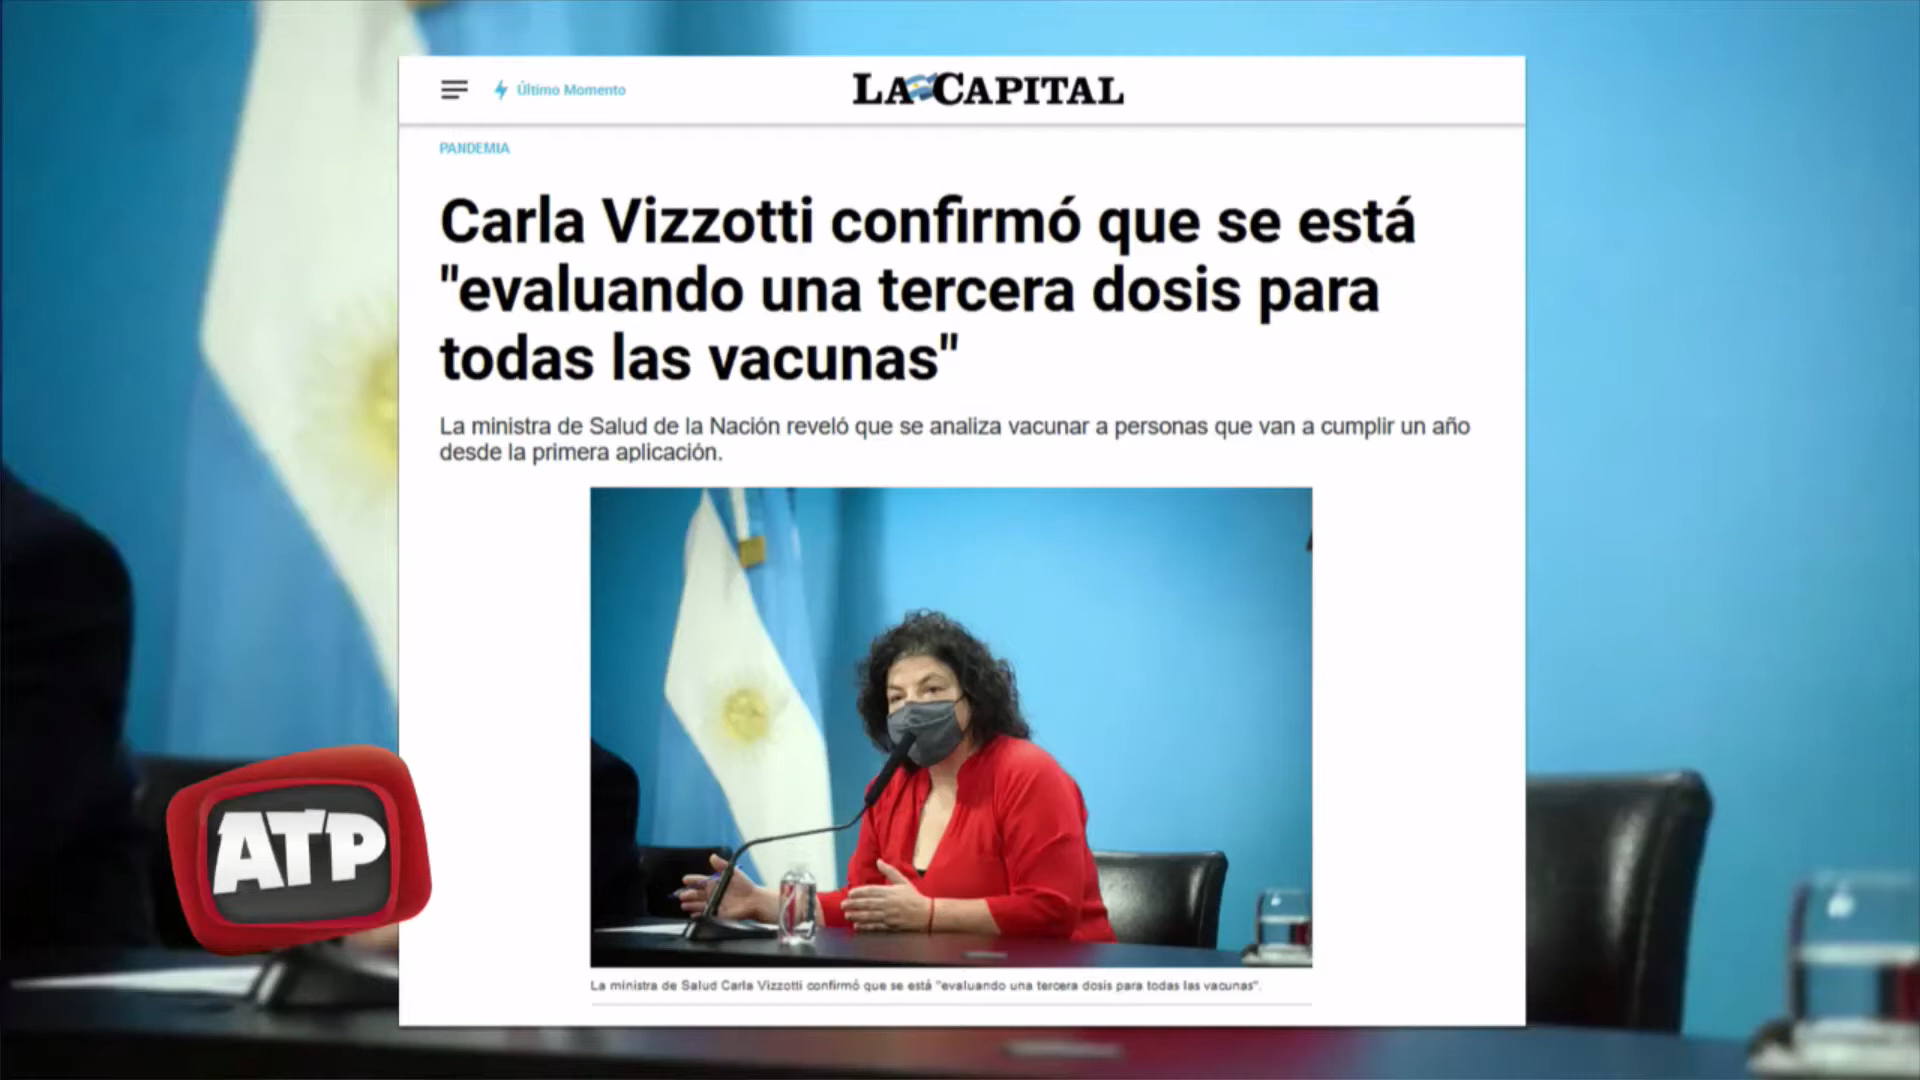 Último Momento
LA CAPITAL
PANDEMIA
Carla Vizzotti confirmó que se está
"evaluando una tercera dosis para
todas las vacunas"
La ministra de Salud de la Nación reveló que se analiza vacunar a personas que van a cumplir un año
desde la primera aplicación.
ATP
La ministra de Salud Carla Vizzotti confirmó que se está "evaluando una tercera dosis para todas las vacunas".